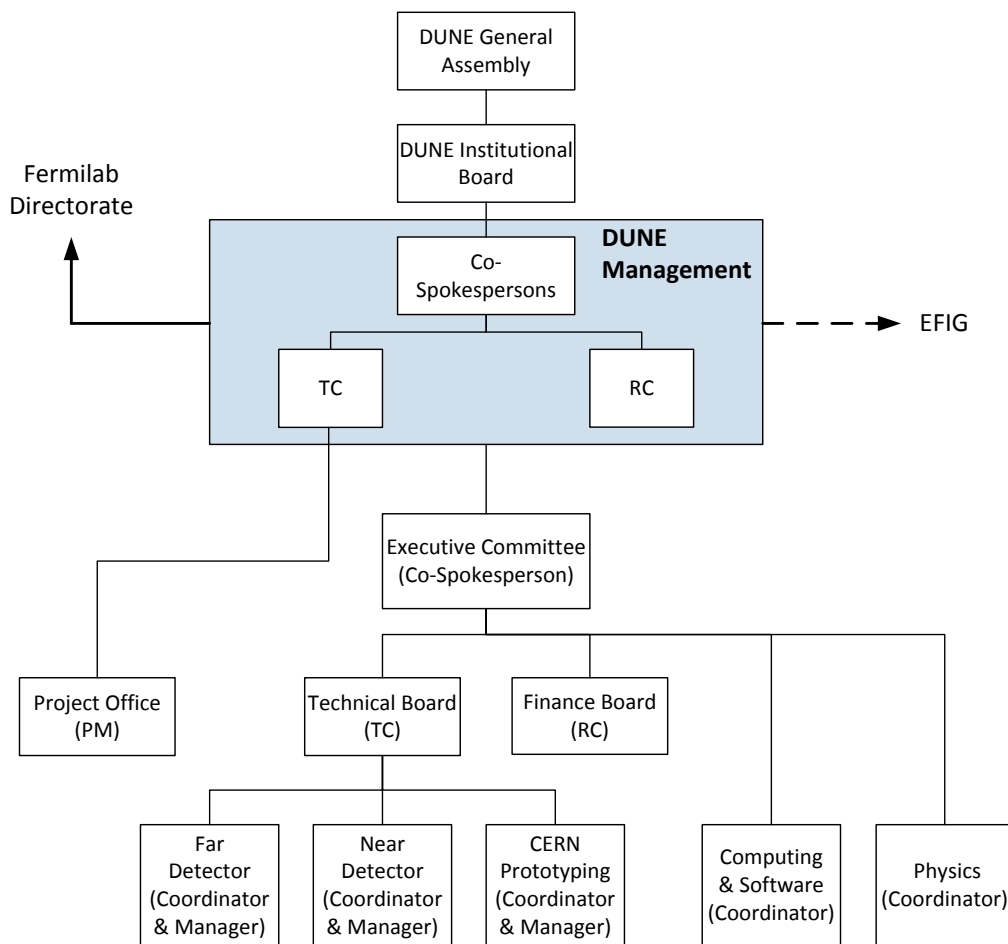 DUNE General
Assembly
DUNE Institutional
Board
Fermilab
Directorate
DUNE
Management
Co-
Spokespersons
EFIG
TC
RC
Executive Committee
(Co-Spokesperson)
Project Office
(PM)
Technical Board
(TC)
Finance Board
(RC)
Far
Detector
(Coordinator
& Manager)
Near
Detector
(Coordinator
& Manager)
CERN
Prototyping
(Coordinator
& Manager)
Computing
& Software
(Coordinator)
Physics
(Coordinator)